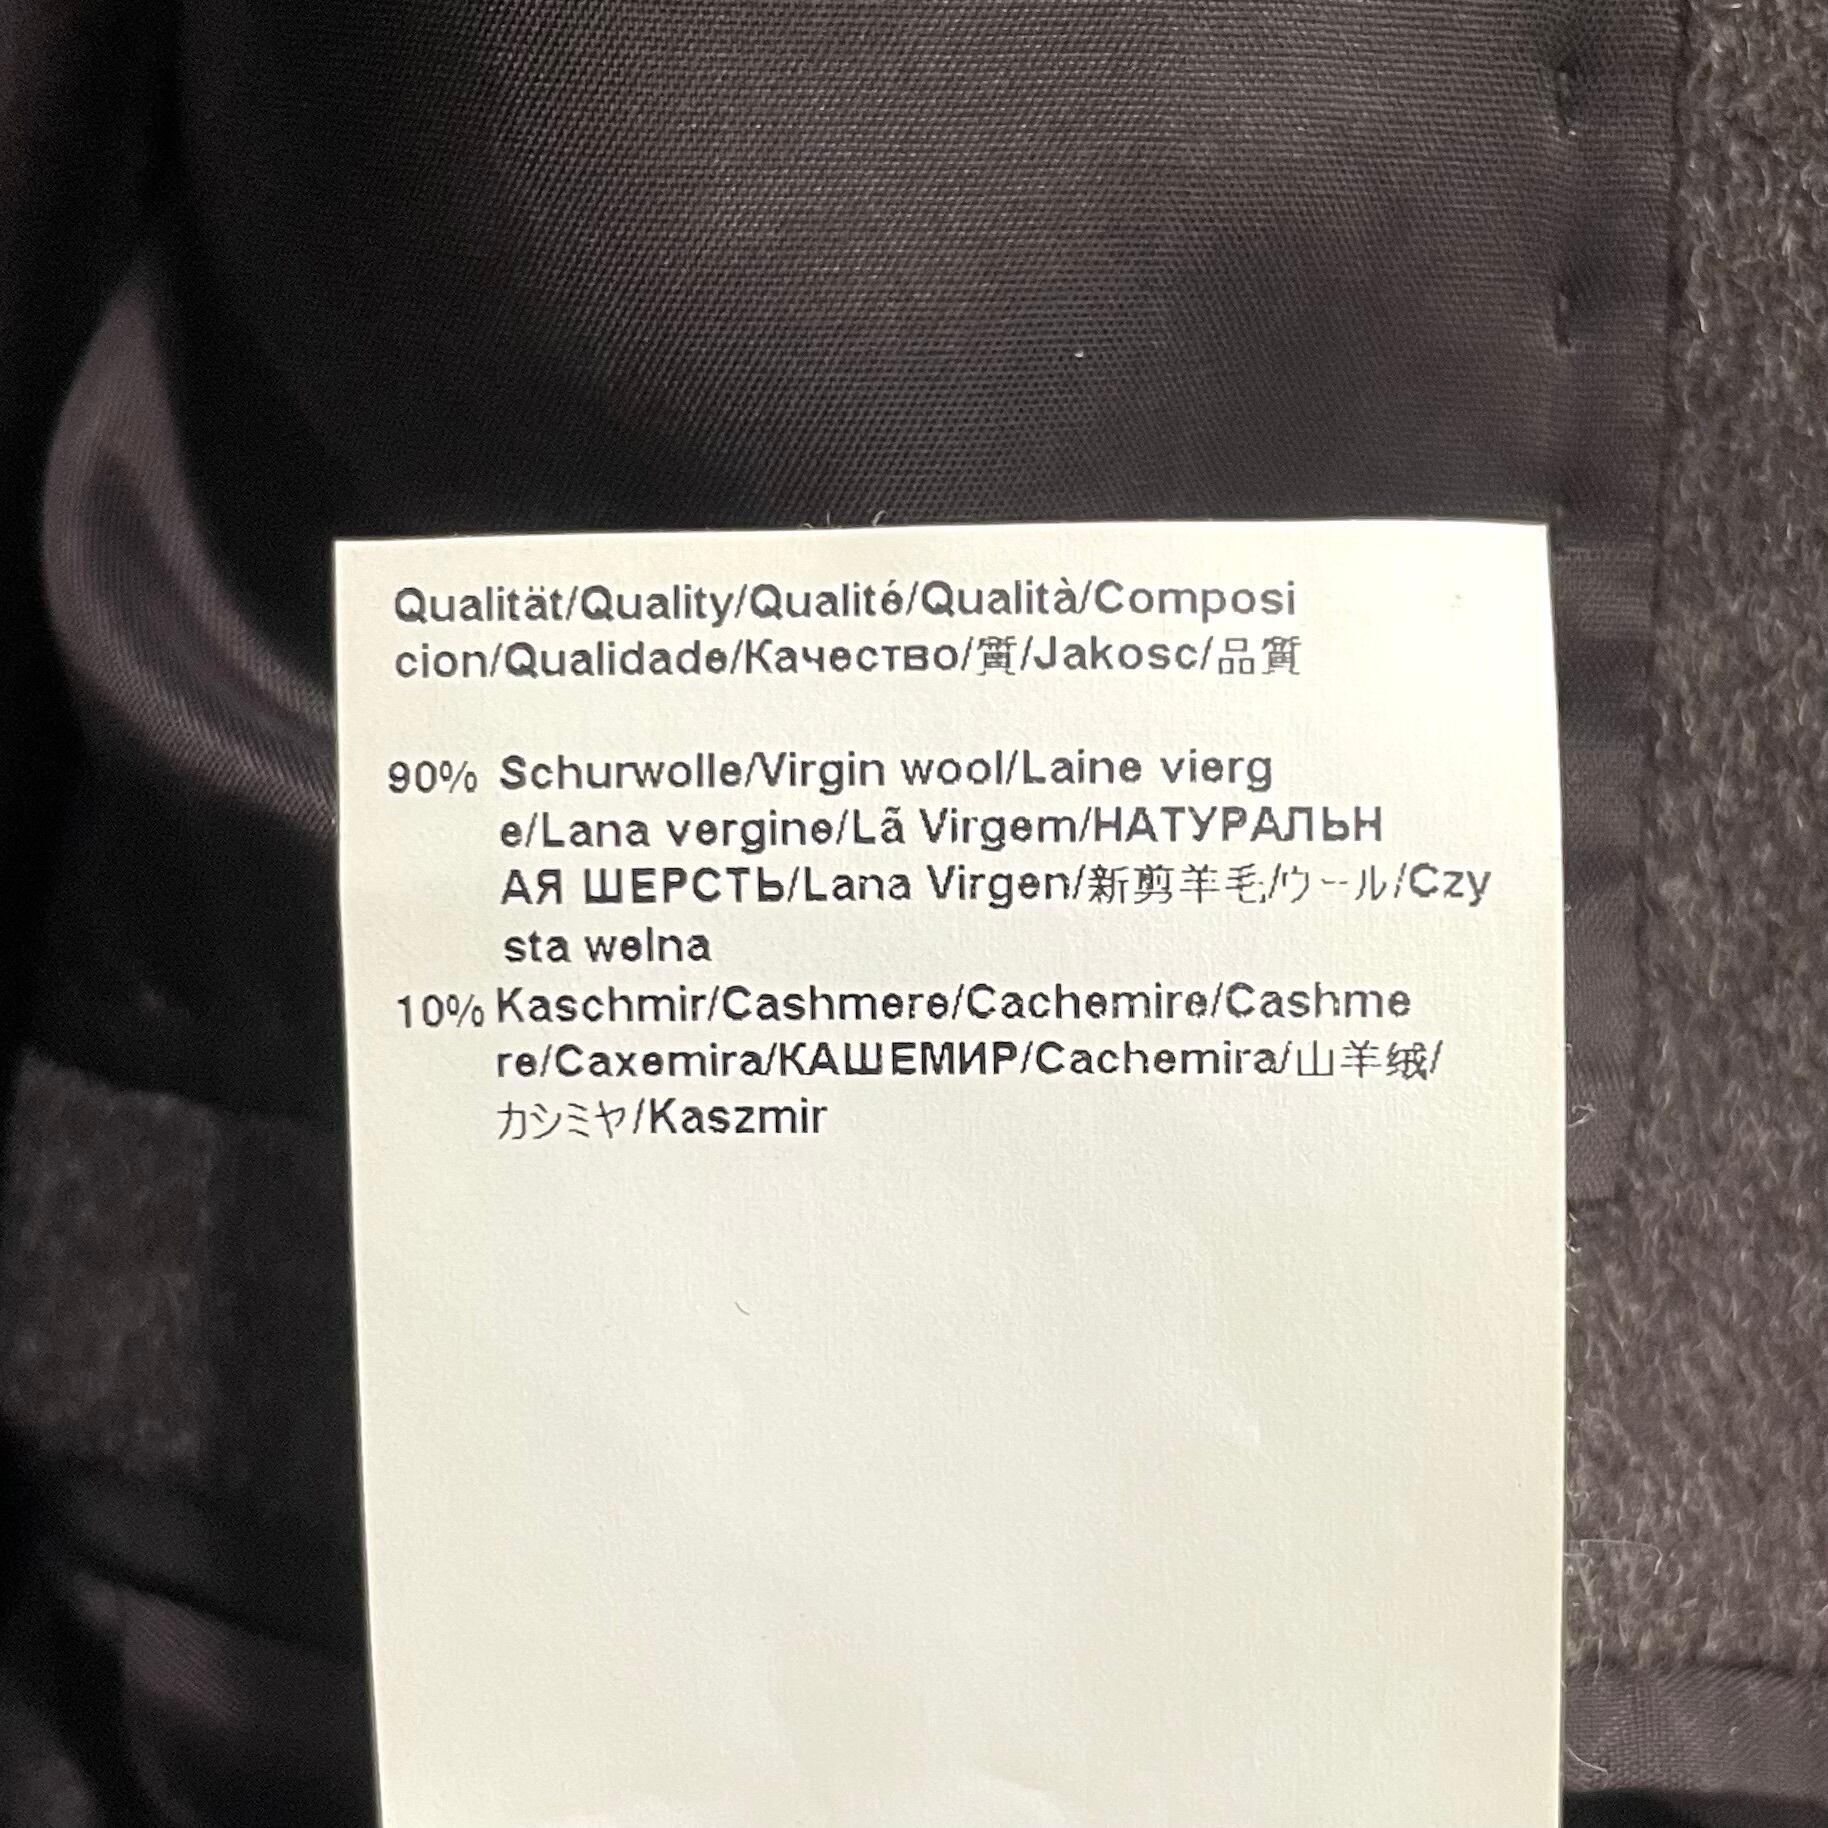 Qualität/Quality/Qualité/Qualità/Composi
cion/Qualidade/Качество/質/Jakosc/品質
90% Schurwolle/Virgin wool/Laine vierg
e/Lana vergine/Lã Virgem/НАТУРАЛЬН
АЯ ШЕРСТЬ/Lana Virgen/新剪羊毛/ウール/Czy
sta welna
10% Kaschmir/Cashmere/Cachemire/Cashme
re/Caxemira/КАШЕМИР/Cachemira/山羊绒/
カシミヤ/Kaszmir